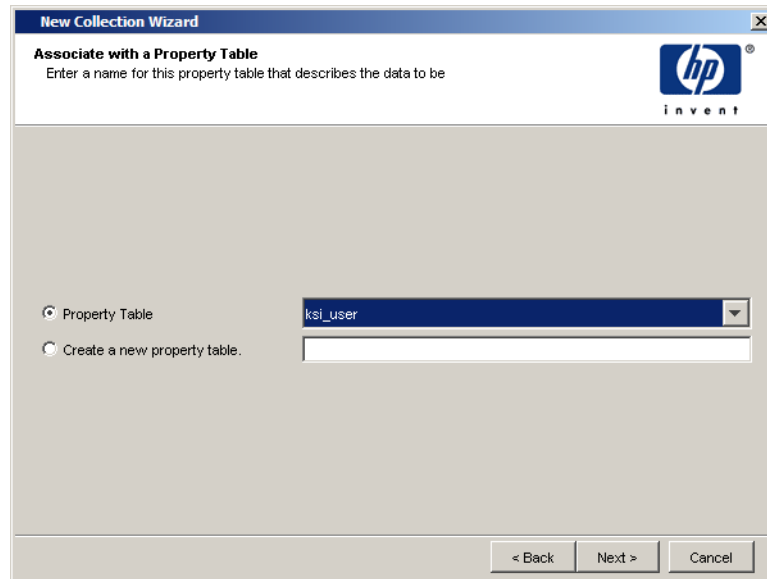 New Collection Wizard
Associate with a Property Table
Enter a name for this property table that describes the data to be
hp
®
invent
Property Table
ksi_user
Create a new property table.
< Back
Next >
Cancel